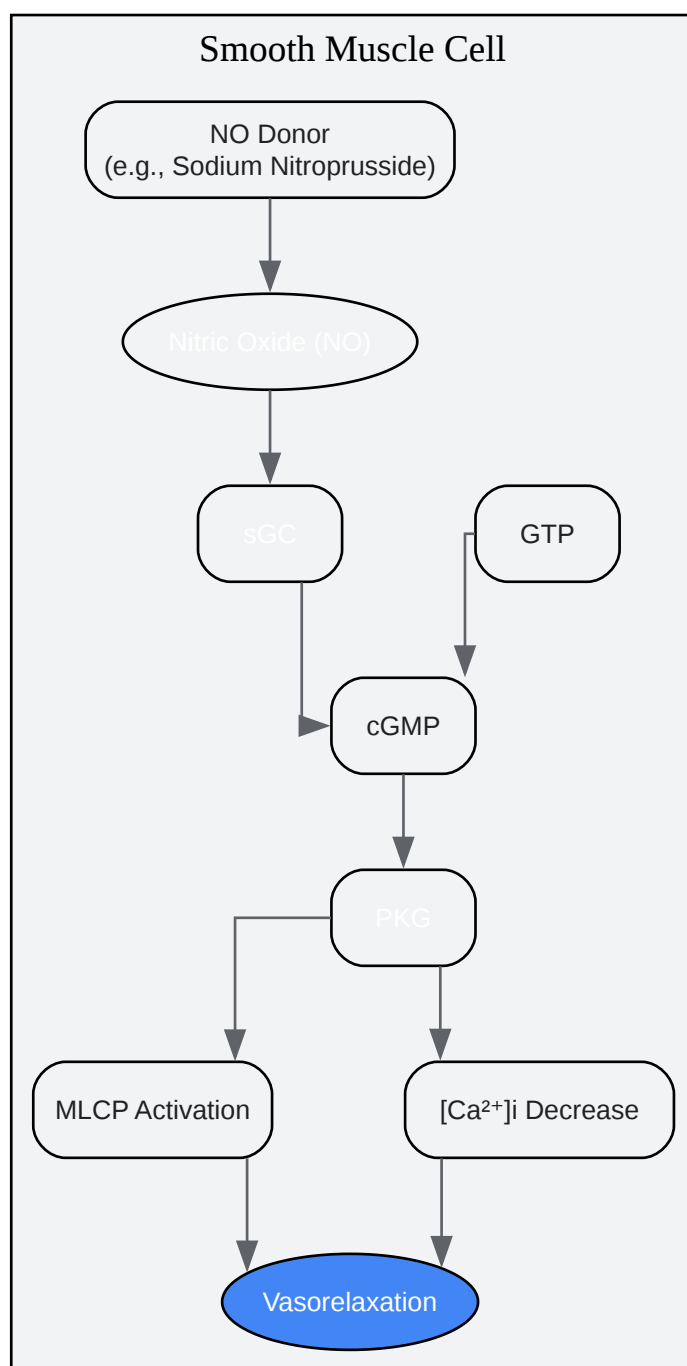 Smooth Muscle Cell
NO Donor
(e.g., Sodium Nitroprusside)
Nitric Oxide (NO)
sGC
GTP
cGMP
PKG
MLCP Activation
[Ca²⁺]i Decrease
Vasorelaxation